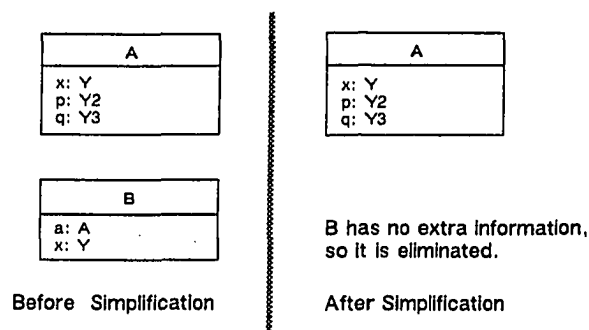 A
x: Y
p: Y2
q: Y3
B
a: A
x: Y
Before Simplification
A
x: Y
p: Y2
q: Y3
B has no extra information,
so it is eliminated.
After Simplification